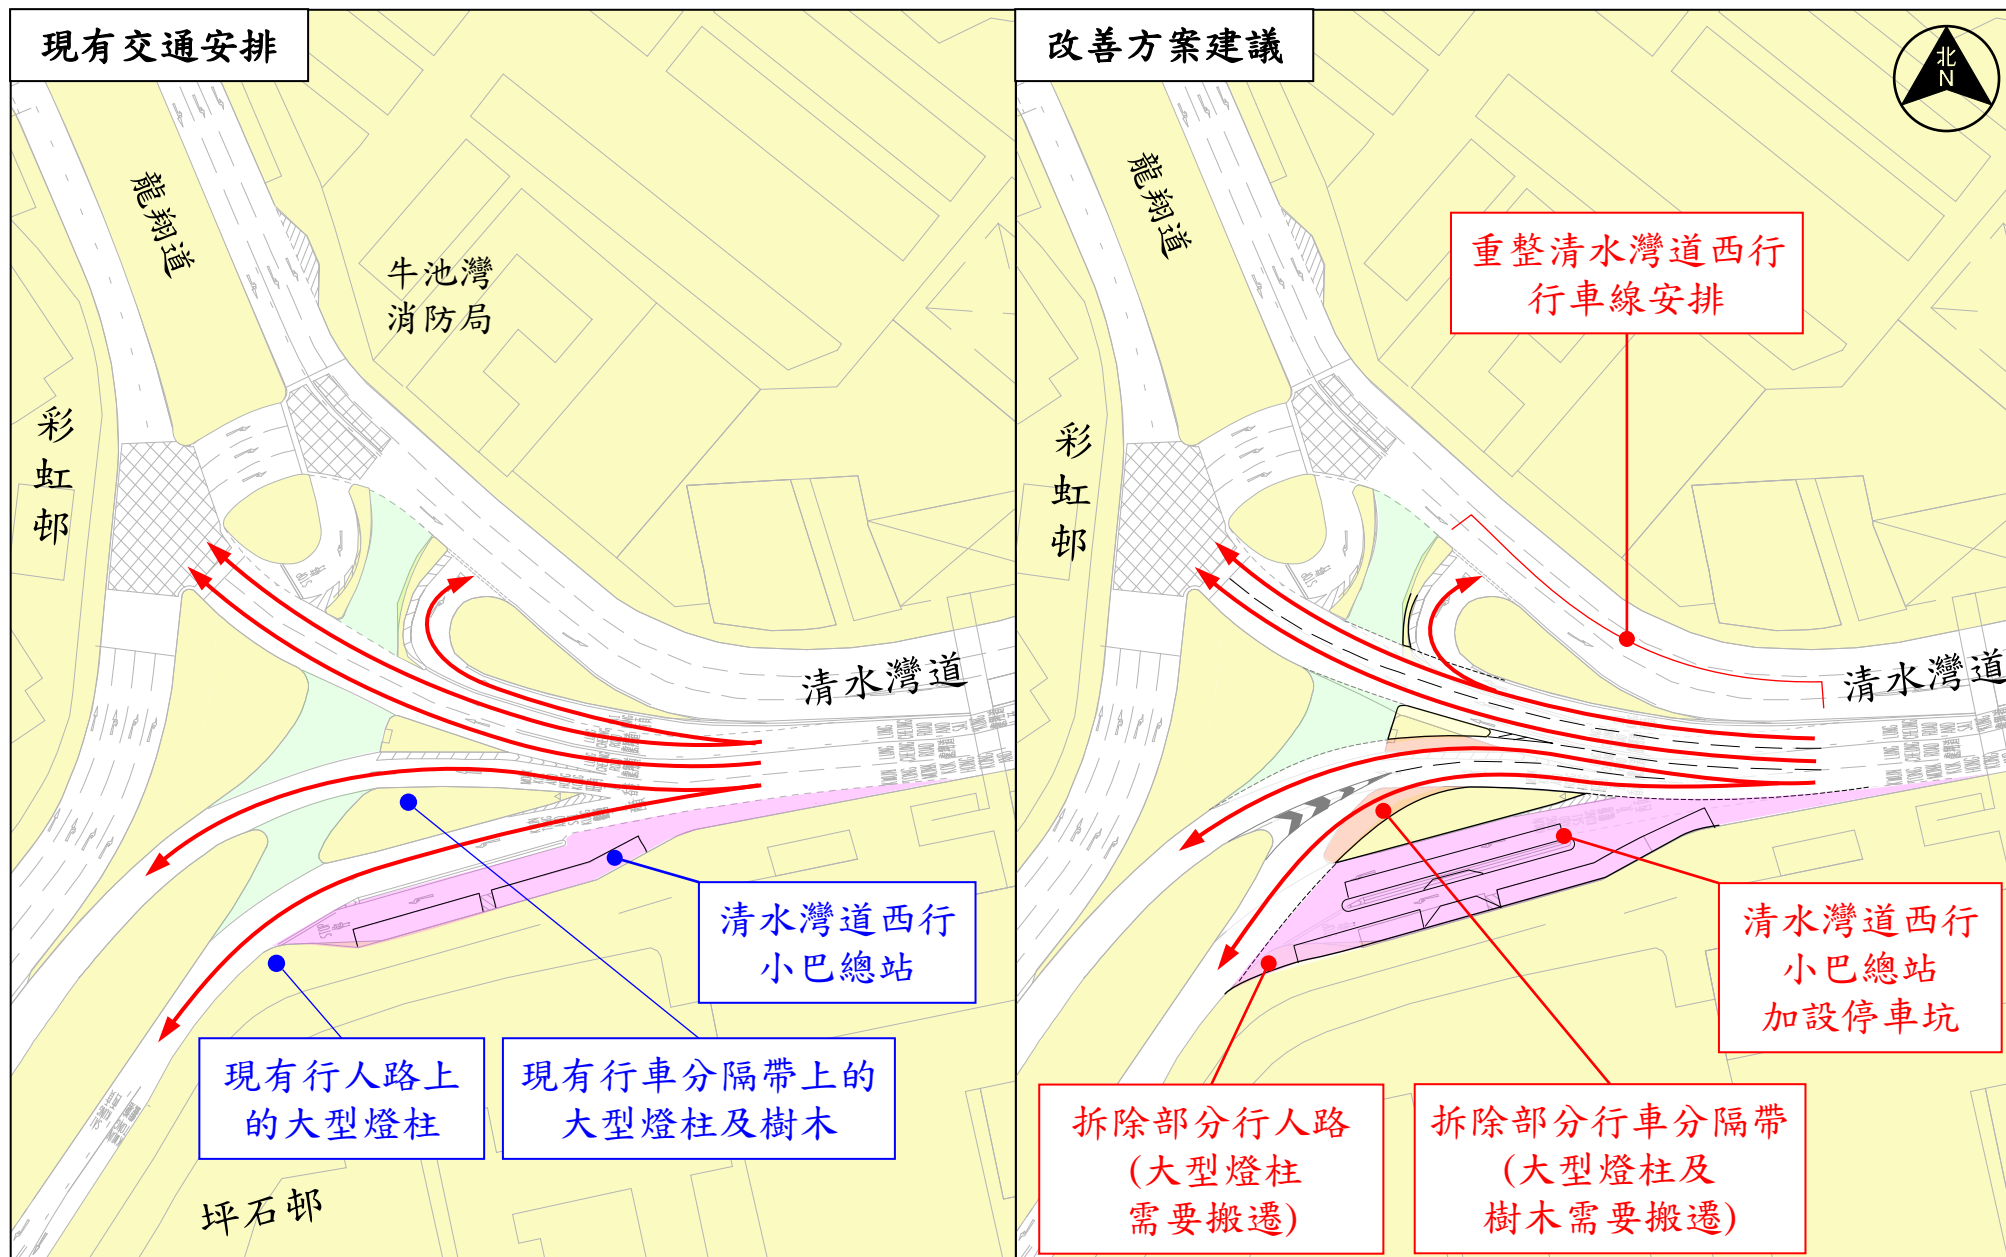 現有交通安排
龍翔道
牛池灣
消防局
彩虹邨
清水灣道
清水灣道西行
小巴總站
現有行人路上
的大型燈柱
現有行車分隔帶上的
大型燈柱及樹木
坪石邨
改善方案建議
北
N
龍翔道
重整清水灣道西行
行車線安排
彩虹邨
清水灣道
清水灣道西行
小巴總站
加設停車坑
拆除部分行人路
(大型燈柱
需要搬遷)
拆除部分行車分隔帶
(大型燈柱及
樹木需要搬遷)